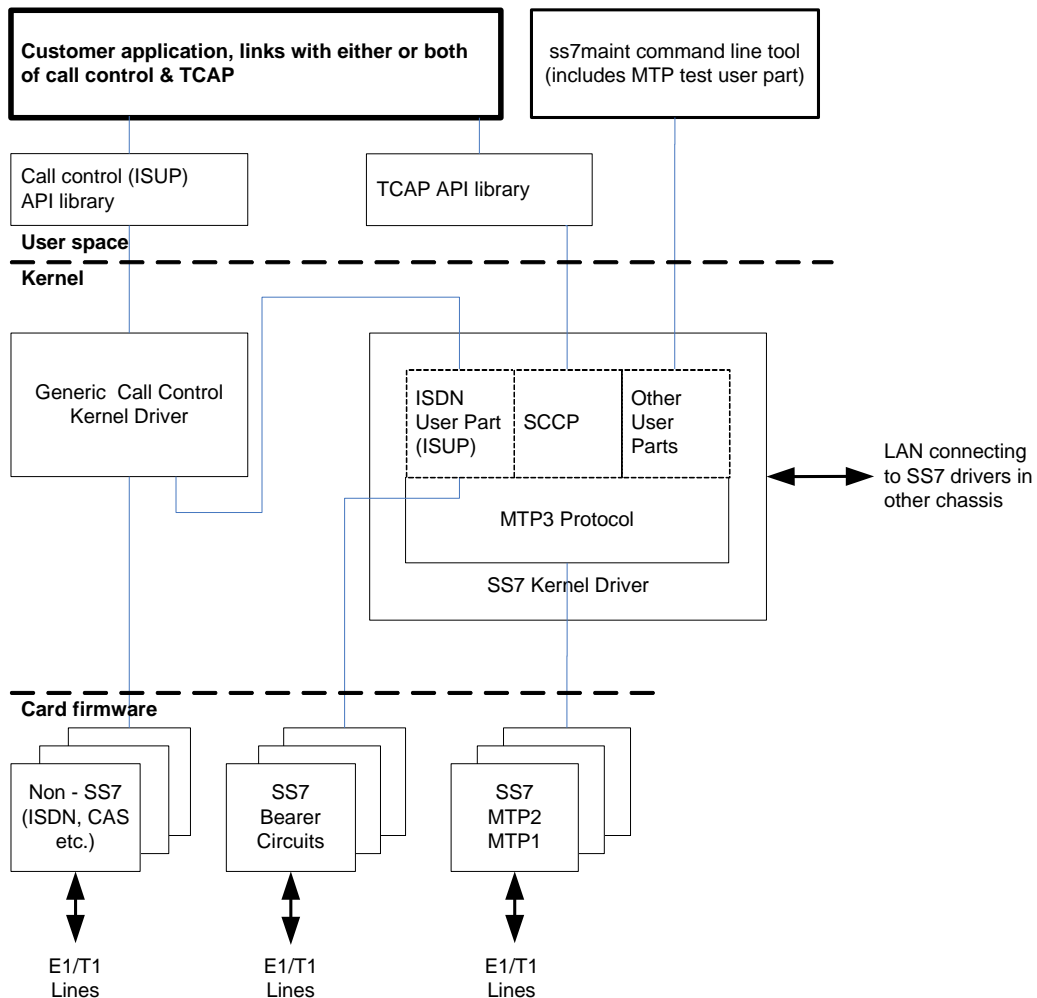 Customer application, links with either or both
of call control & TCAP
ss7maint command line tool
(includes MTP test user part)
Call control (ISUP)
API library
TCAP API library
User space
Kernel
Generic Call Control
Kernel Driver
ISDN
User Part
(ISUP)
SCCP
Other
User
Parts
LAN connecting
to SS7 drivers in
other chassis
MTP3 Protocol
SS7 Kernel Driver
Card firmware
Non - SS7
(ISDN, CAS
etc.)
SS7
Bearer
Circuits
SS7
MTP2
MTP1
E1/T1
Lines
E1/T1
Lines
E1/T1
Lines